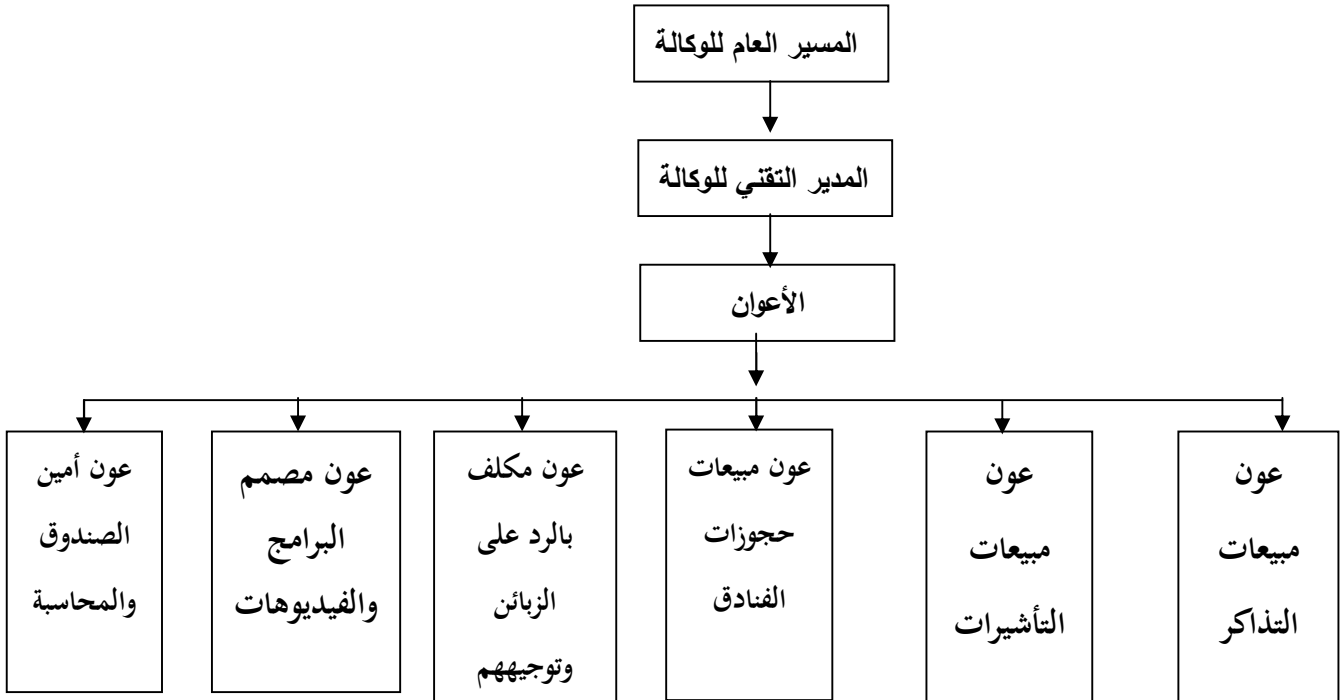 المسير العام للوكالة
المدير التقني للوكالة
الأعوان
عون
مبيعات
التذاكر
عون
مبيعات
التأشيرات
عون مبيعات
حجوزات
الفنادق
عون مكلف
بالرد على
الزبائن
وتوجيههم
عون مصمم
البرامج
والفيديوهات
عون أمين
الصندوق
والمحاسبة